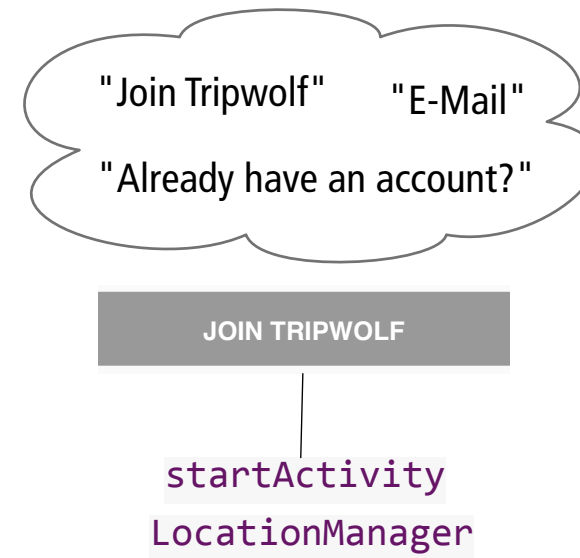 "Join Tripwolf" "E-Mail"
"Already have an account?"
JOIN TRIPWOLF
startActivity
LocationManager